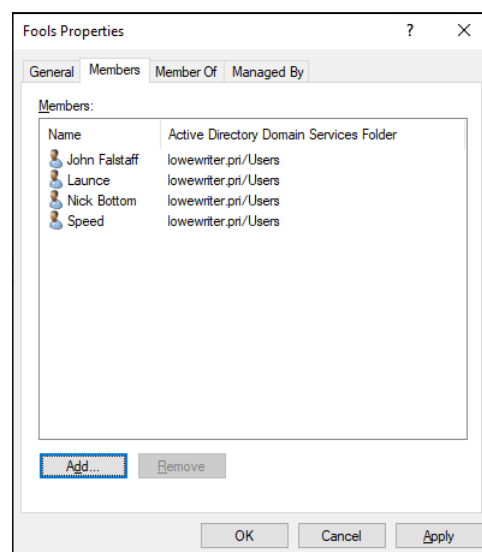 Fools Properties ? ×
General Members Member Of Managed By
Members:
Name Active Directory Domain Services Folder
John Falstaff lowewriter.pri/Users
Launce lowewriter.pri/Users
Nick Bottom lowewriter.pri/Users
Speed lowewriter.pri/Users
Add... Remove
OK Cancel Apply